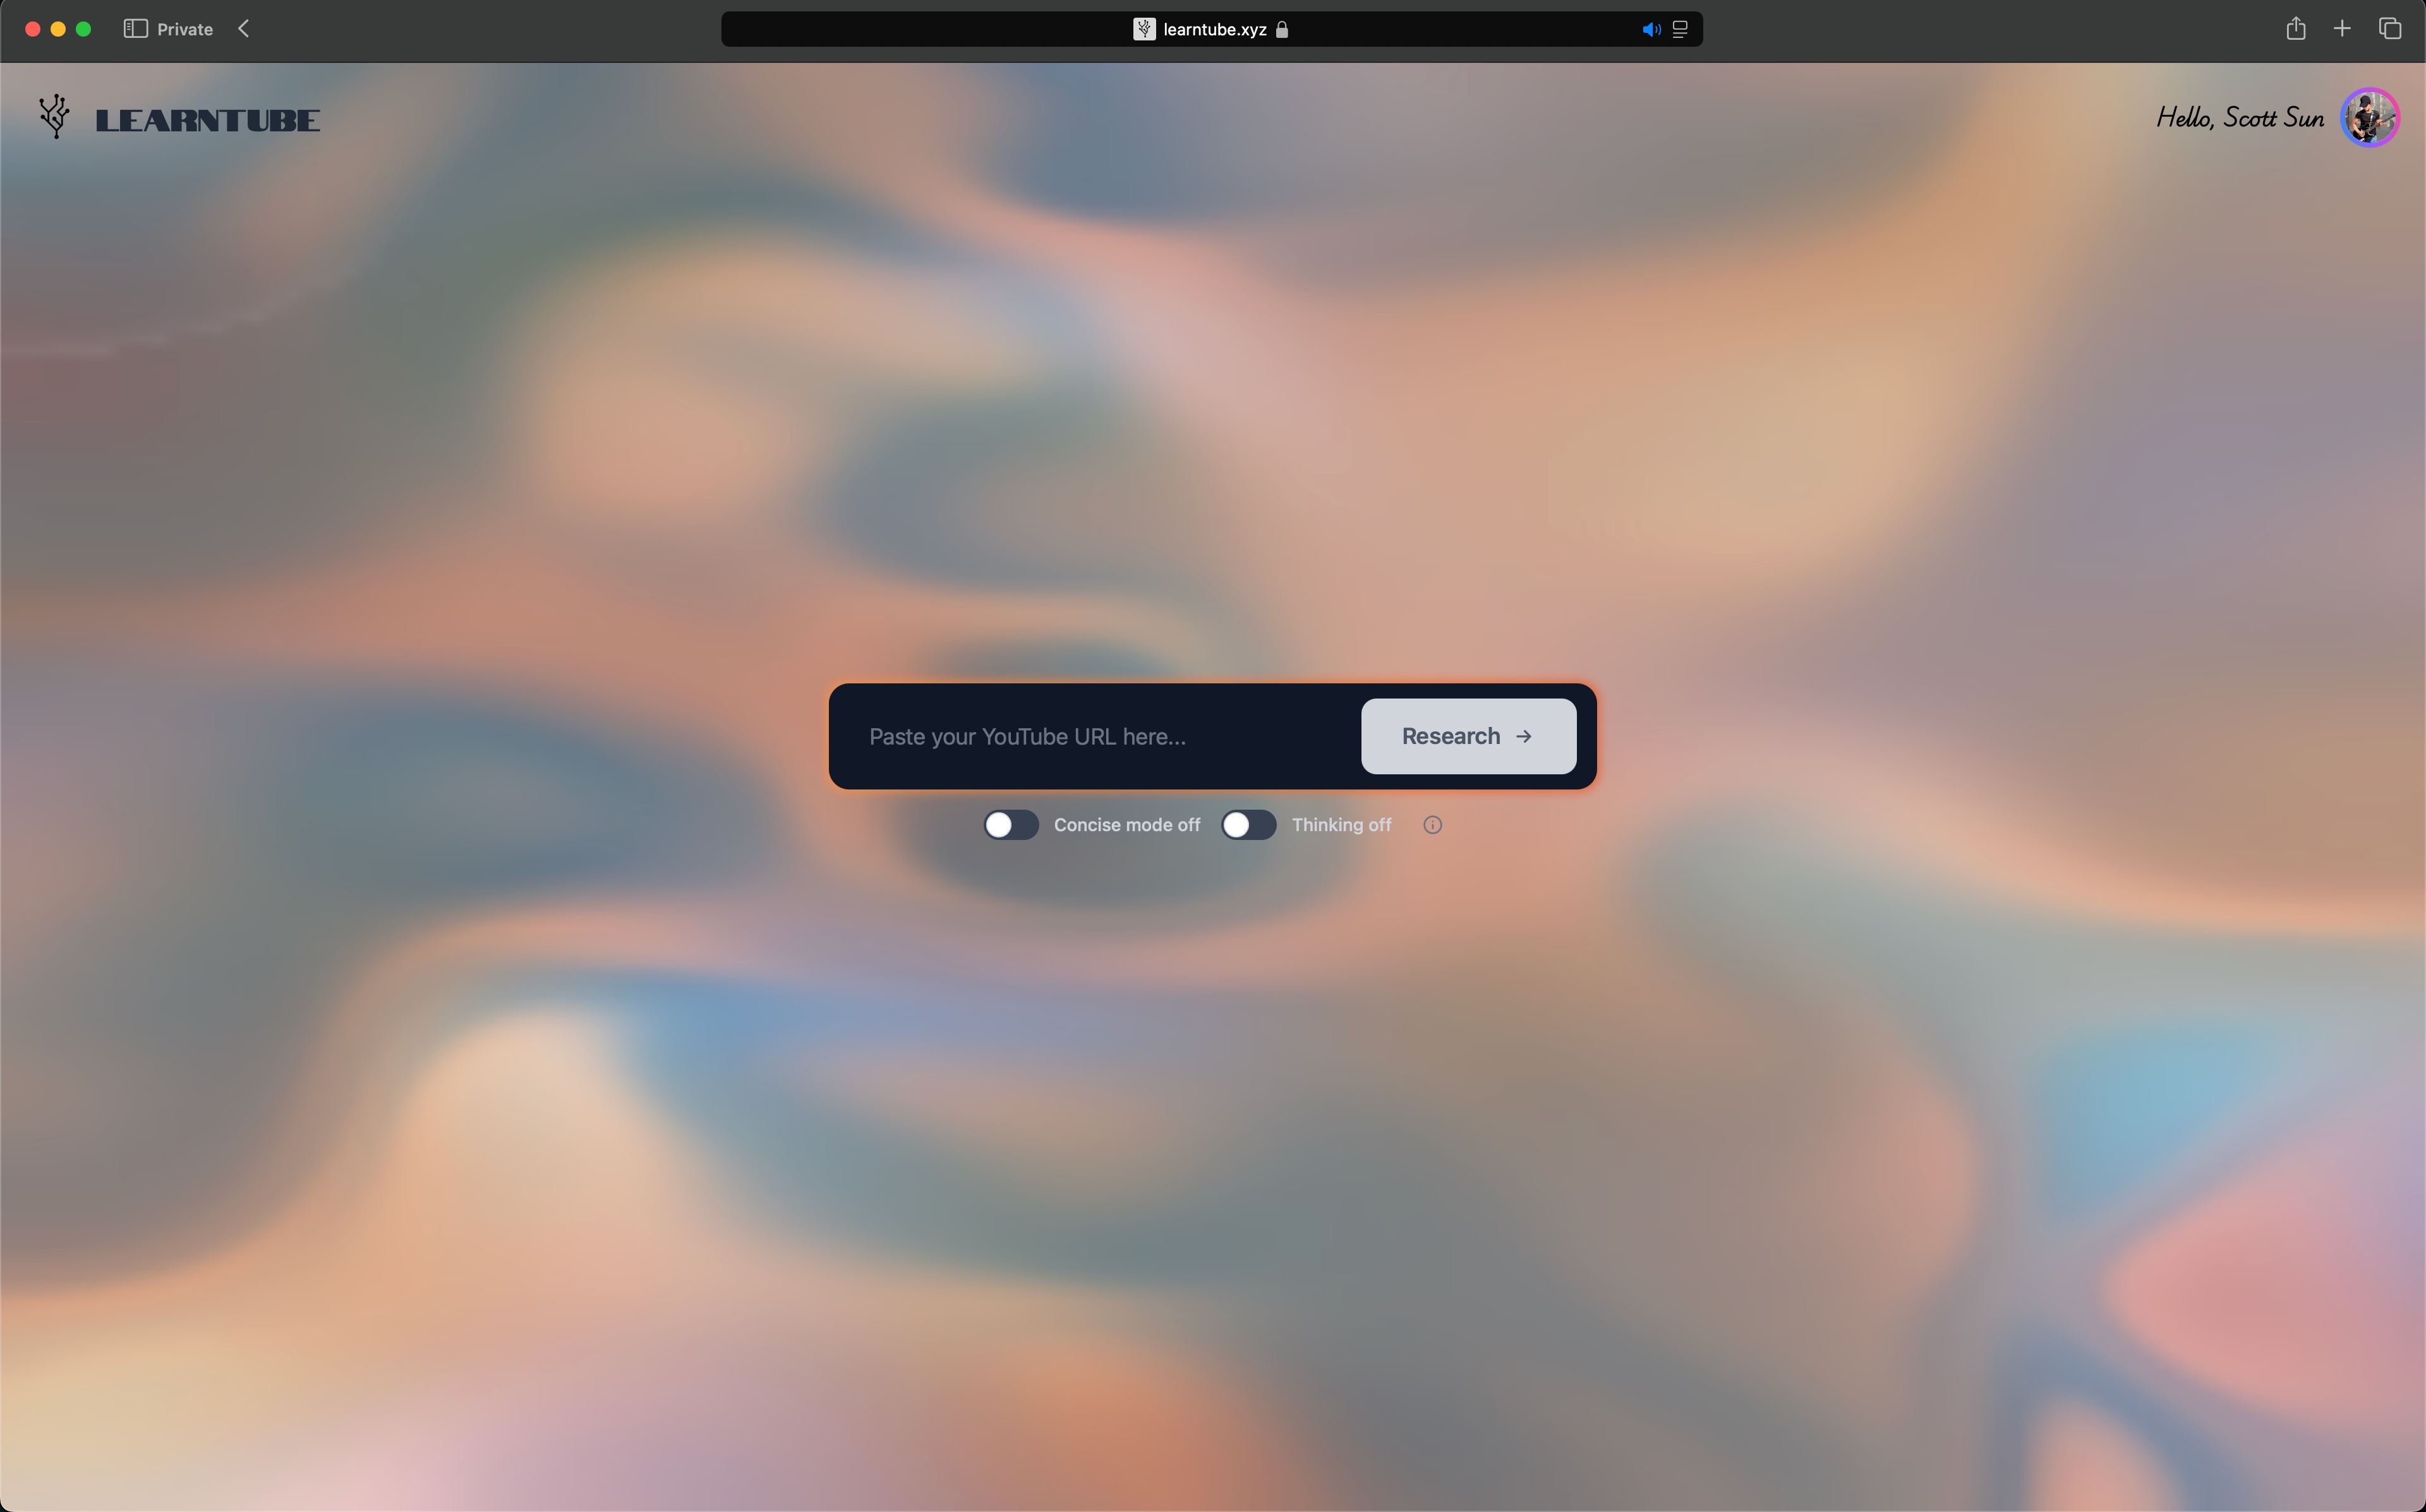 Private
learntube.xyz
LEARNTUBE
Hello, Scott Sun
Paste your YouTube URL here...
Research →
Concise mode off
Thinking off